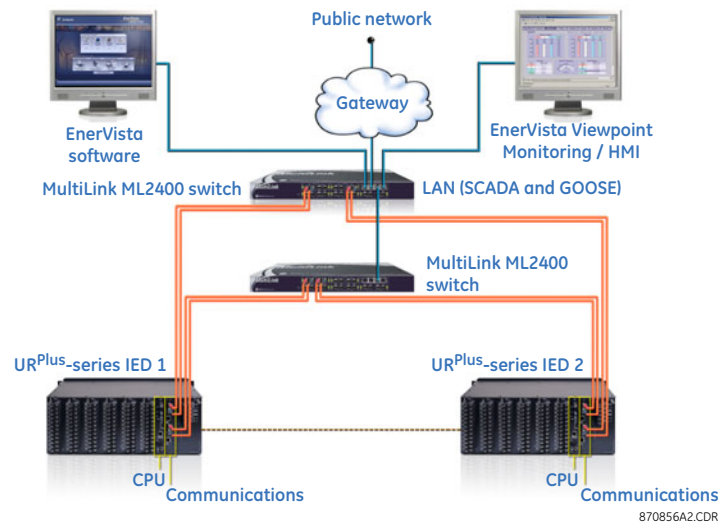 Public network
Gateway
EnerVista
software
EnerVista Viewpoint
Monitoring / HMI
MultiLink ML2400 switch
LAN (SCADA and GOOSE)
MultiLink ML2400
switch
URPlus-series IED 1
URPlus-series IED 2
CPU
Communications
CPU
Communications
870856A2.CDR